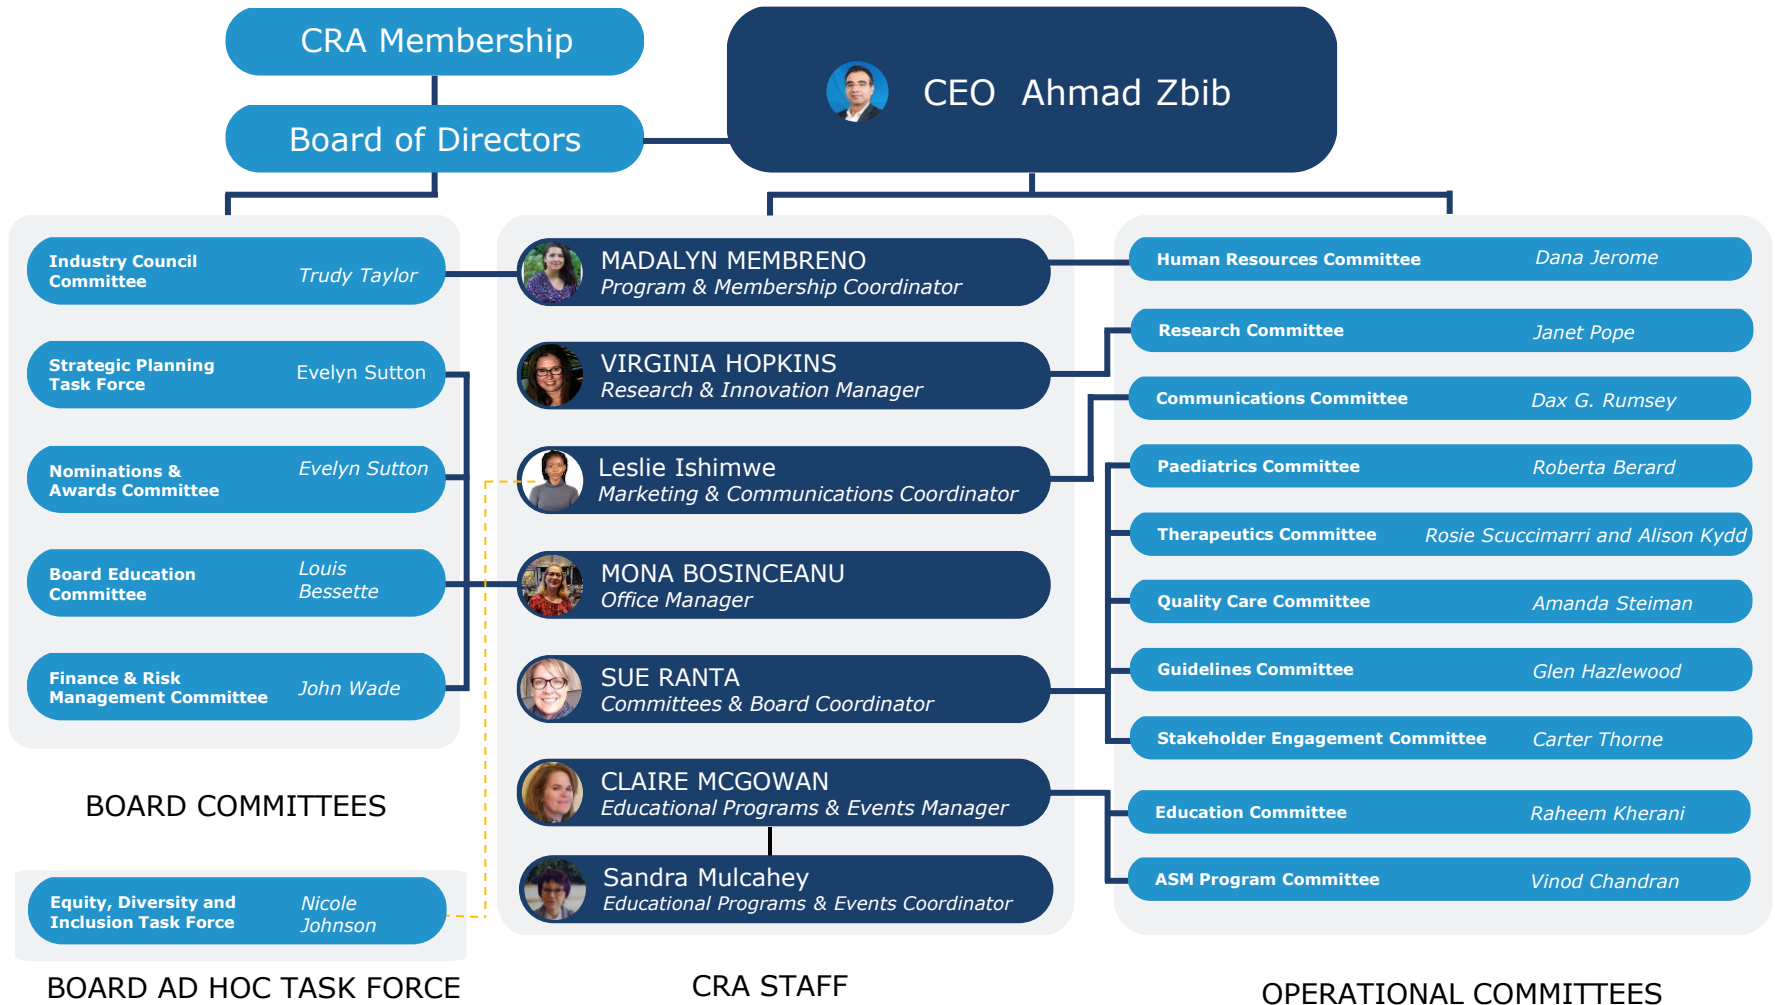 CRA Membership
CEO  Ahmad Zbib
Board of Directors
Industry Council
Committee
Trudy Taylor
Strategic Planning
Task Force
Evelyn Sutton
Nominations &
Awards Committee
Evelyn Sutton
Board Education
Committee
Louis
Bessette
Finance & Risk
Management Committee
John Wade
BOARD COMMITTEES
Equity, Diversity and
Inclusion Task Force
Nicole
Johnson
BOARD AD HOC TASK FORCE
MADALYN MEMBRENO
Program & Membership Coordinator
VIRGINIA HOPKINS
Research & Innovation Manager
Leslie Ishimwe
Marketing & Communications Coordinator
MONA BOSINCEANU
Office Manager
SUE RANTA
Committees & Board Coordinator
CLAIRE MCGOWAN
Educational Programs & Events Manager
Sandra Mulcahey
Educational Programs & Events Coordinator
CRA STAFF
Human Resources Committee
Dana Jerome
Research Committee
Janet Pope
Communications Committee
Dax G. Rumsey
Paediatrics Committee
Roberta Berard
Therapeutics Committee
Rosie Scuccimarri and Alison Kydd
Quality Care Committee
Amanda Steiman
Guidelines Committee
Glen Hazlewood
Stakeholder Engagement Committee
Carter Thorne
Education Committee
Raheem Kherani
ASM Program Committee
Vinod Chandran
OPERATIONAL COMMITTEES